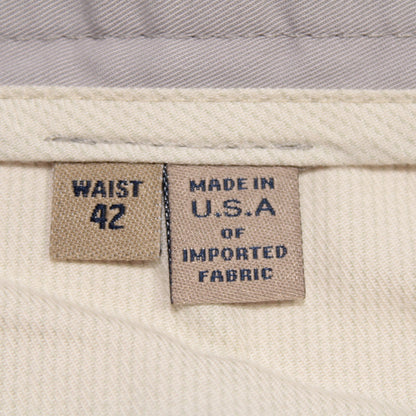 WAIST
42
MADE IN
U.S.A
OF
IMPORTED
FABRIC